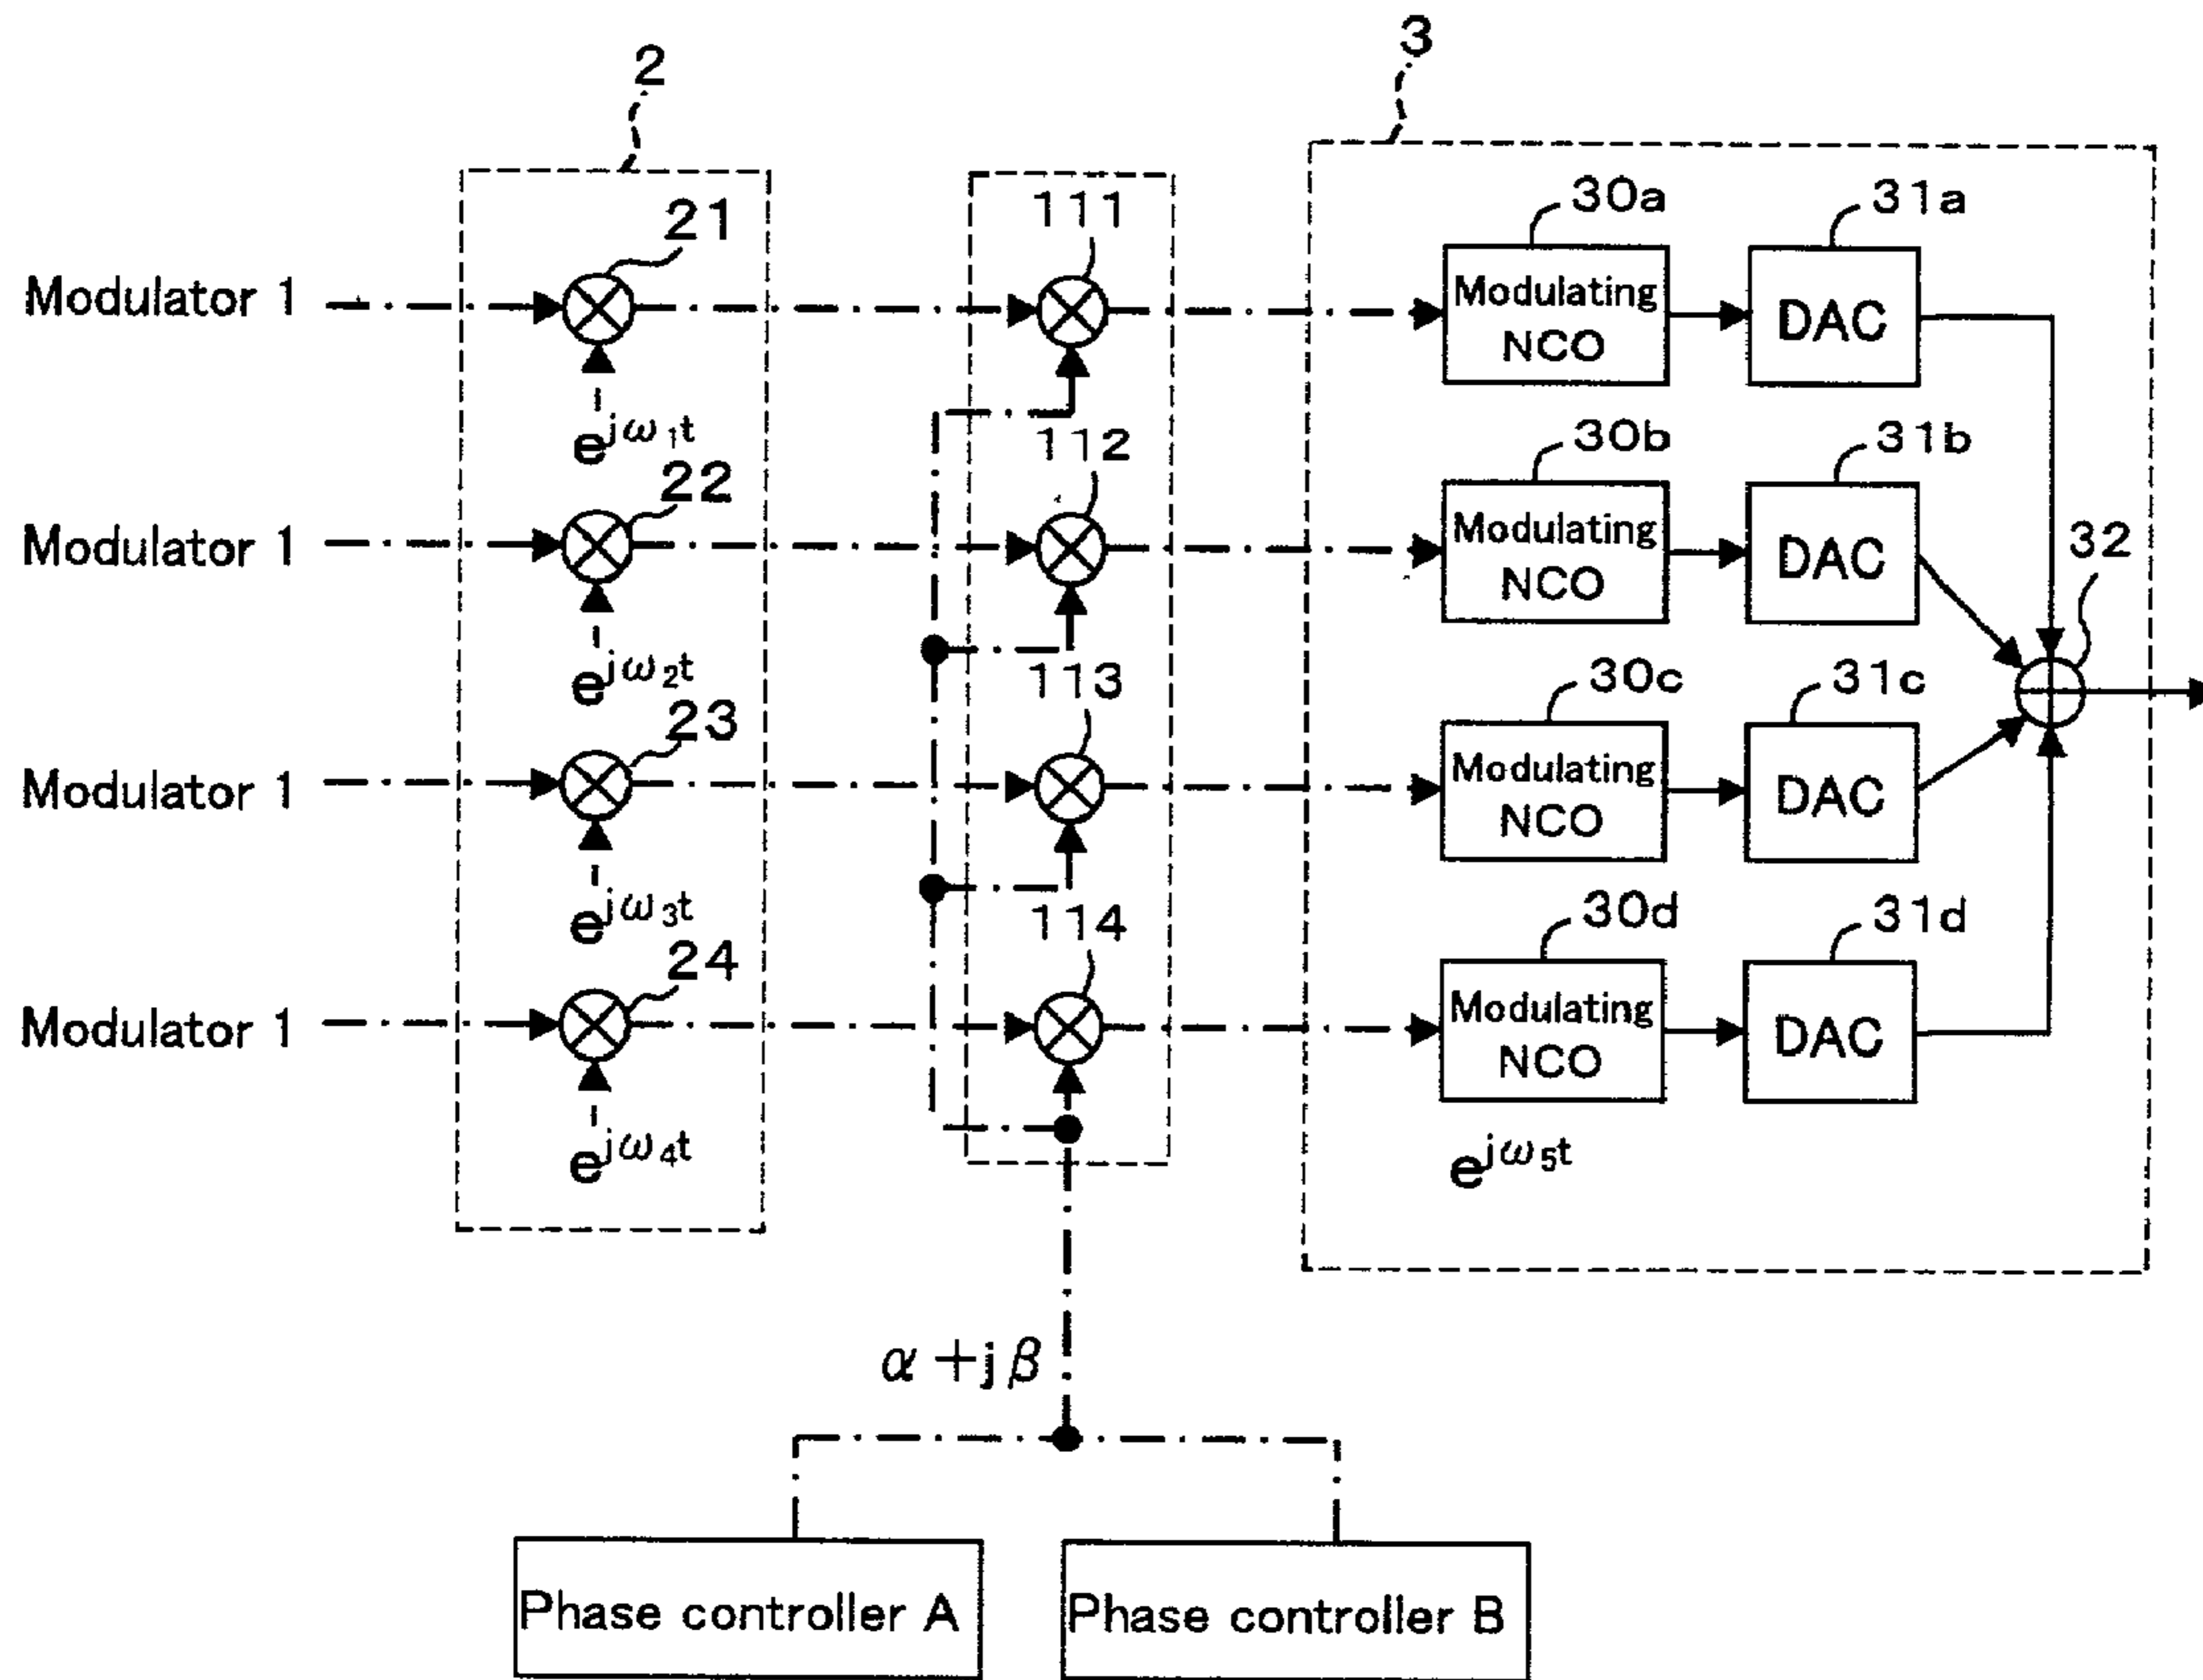 2
3
21
111
30a
31a
Modulator 1
Modulating
NCO
DAC
e^jω₁t
22
112
30b
31b
Modulator 1
Modulating
NCO
DAC
32
e^jω₂t
23
113
30c
31c
Modulator 1
Modulating
NCO
DAC
e^jω₃t
24
114
30d
31d
Modulator 1
Modulating
NCO
DAC
e^jω₄t
e^jω₅t
α+jβ
Phase controller A
Phase controller B